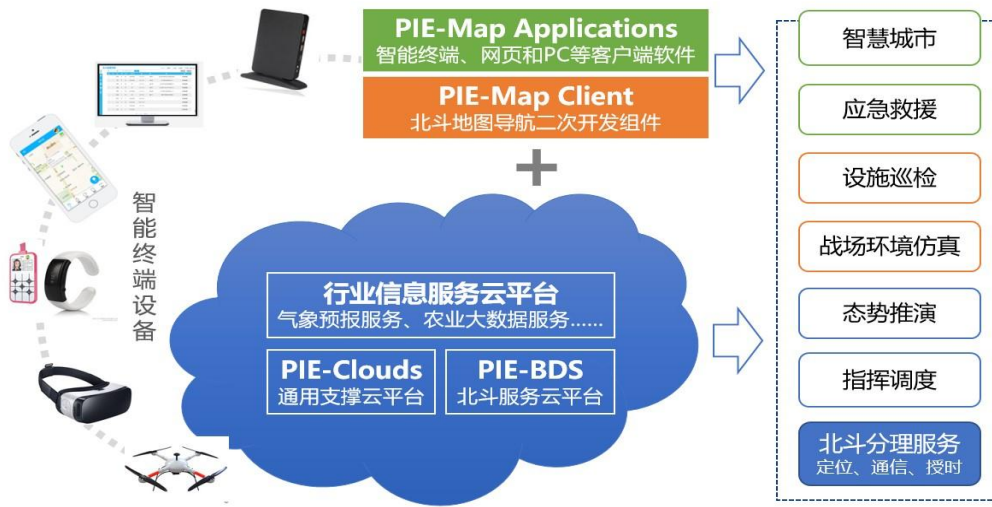 PIE-Map Applications
智能终端、网页和PC等客户端软件
PIE-Map Client
北斗地图导航二次开发组件
+
智能终端设备
行业信息服务云平台
气象预报服务、农业大数据服务......
PIE-Clouds
通用支撑云平台
PIE-BDS
北斗服务云平台
智慧城市
应急救援
设施巡检
战场环境仿真
态势推演
指挥调度
北斗分理服务
定位、通信、授时